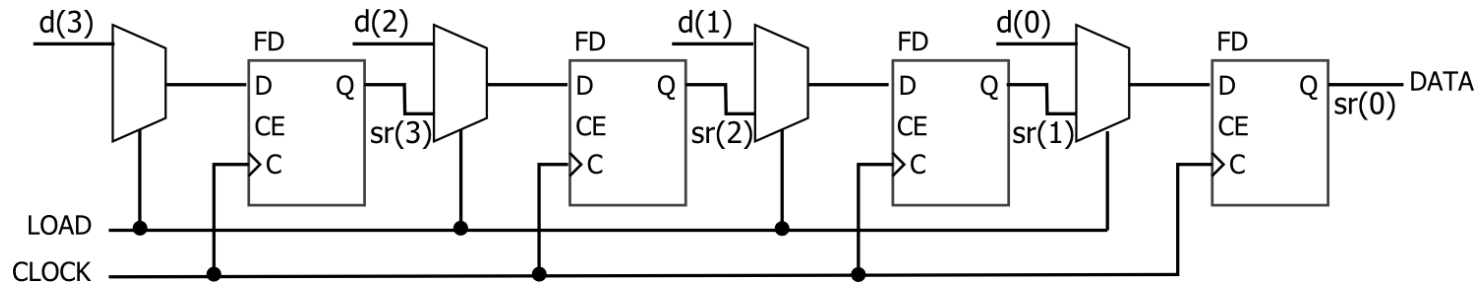 d(3) d(2) d(1) d(0)
FD FD FD FD
D Q D Q D Q D Q DATA
CE sr(3) CE sr(2) CE sr(1) CE sr(0)
C C C C
LOAD
CLOCK